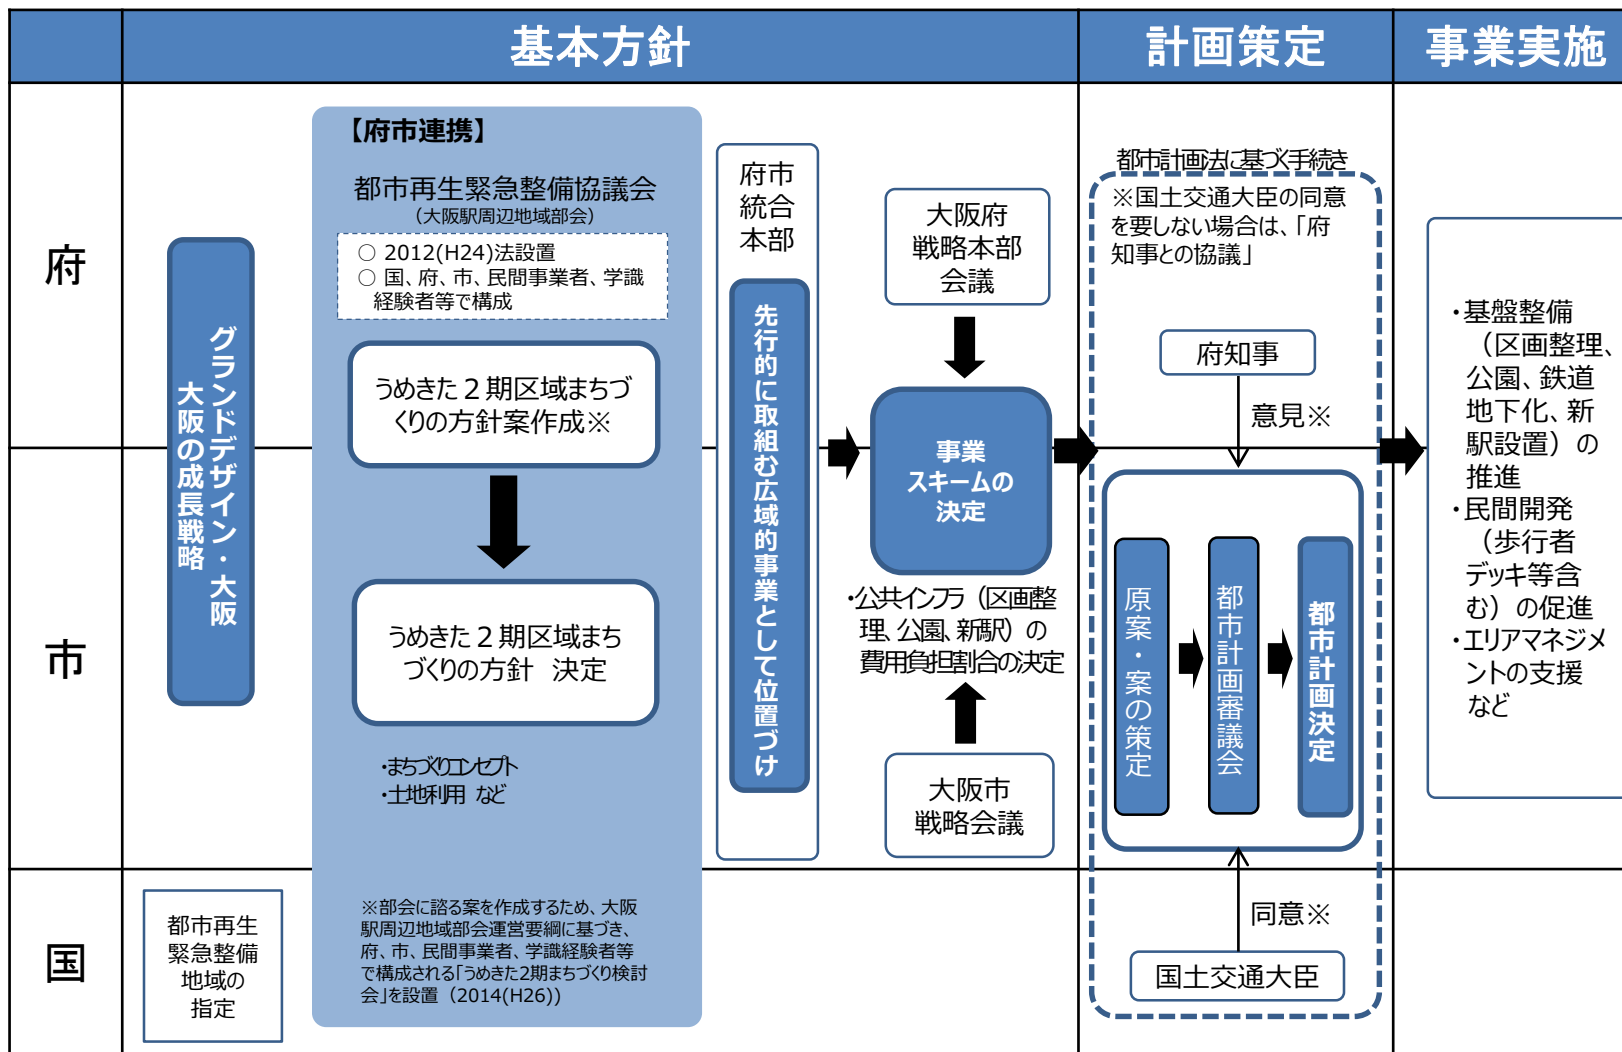 基本方針
計画策定
事業実施
府
市
国
グランドデザイン・大阪
大阪の成長戦略
都市再生
緊急整備
地域の
指定
【府市連携】
都市再生緊急整備協議会
（大阪駅周辺地域部会）
○ 2012(H24)法設置
○ 国、府、市、民間事業者、学識
経験者等で構成
うめきた２期区域まちづ
くりの方針案作成※
うめきた２期区域まち
づくりの方針 決定
・まちづくりコンセプト
・土地利用 など
※部会に諮る案を作成するため、大阪
駅周辺地域部会運営要綱に基づき、
府、市、民間事業者、学識経験者等
で構成される「うめきた2期まちづくり検討
会」を設置（2014(H26)）
府市
統合
本部
先行的に取組む広域的事業として位置づけ
大阪府
戦略本部
会議
事業
スキームの
決定
・公共インフラ（区画整
理、公園、新駅）の
費用負担割合の決定
大阪市
戦略会議
都市計画法に基づく手続き
※国土交通大臣の同意
を要しない場合は、「府
知事との協議」
府知事
意見※
原案・案の策定
都市計画審議会
都市計画決定
同意※
国土交通大臣
・基盤整備
（区画整理、
公園、鉄道
地下化、新
駅設置）の
推進
・民間開発
（歩行者
デッキ等含
む）の促進
・エリアマネジメ
ントの支援
など